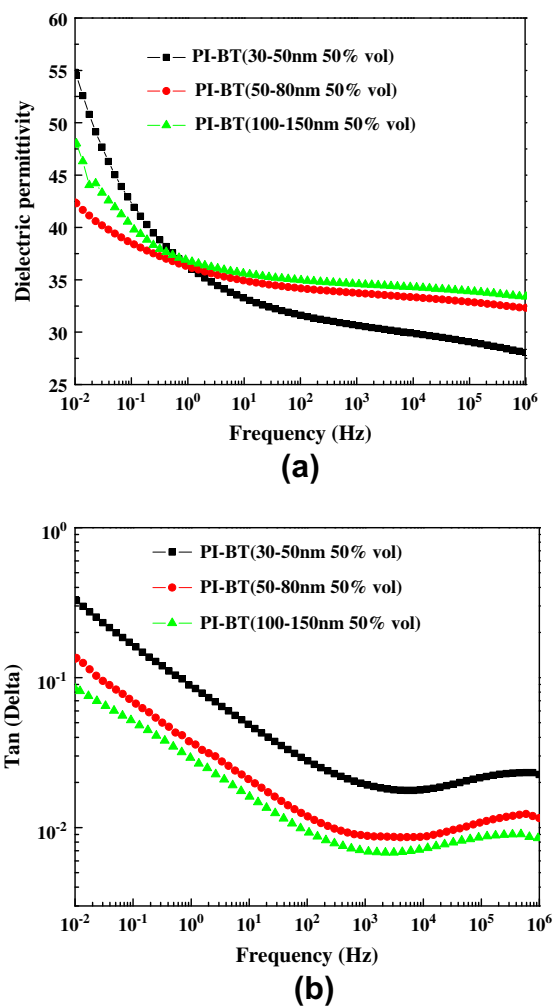 60
55
50
45
40
35
30
25
Dielectric permittivity
PI-BT(30-50nm 50% vol)
PI-BT(50-80nm 50% vol)
PI-BT(100-150nm 50% vol)
10⁻² 10⁻¹ 10⁰ 10¹ 10² 10³ 10⁴ 10⁵ 10⁶
Frequency (Hz)
(a)
10⁰
10⁻¹
10⁻²
Tan (Delta)
PI-BT(30-50nm 50% vol)
PI-BT(50-80nm 50% vol)
PI-BT(100-150nm 50% vol)
10⁻² 10⁻¹ 10⁰ 10¹ 10² 10³ 10⁴ 10⁵ 10⁶
Frequency (Hz)
(b)